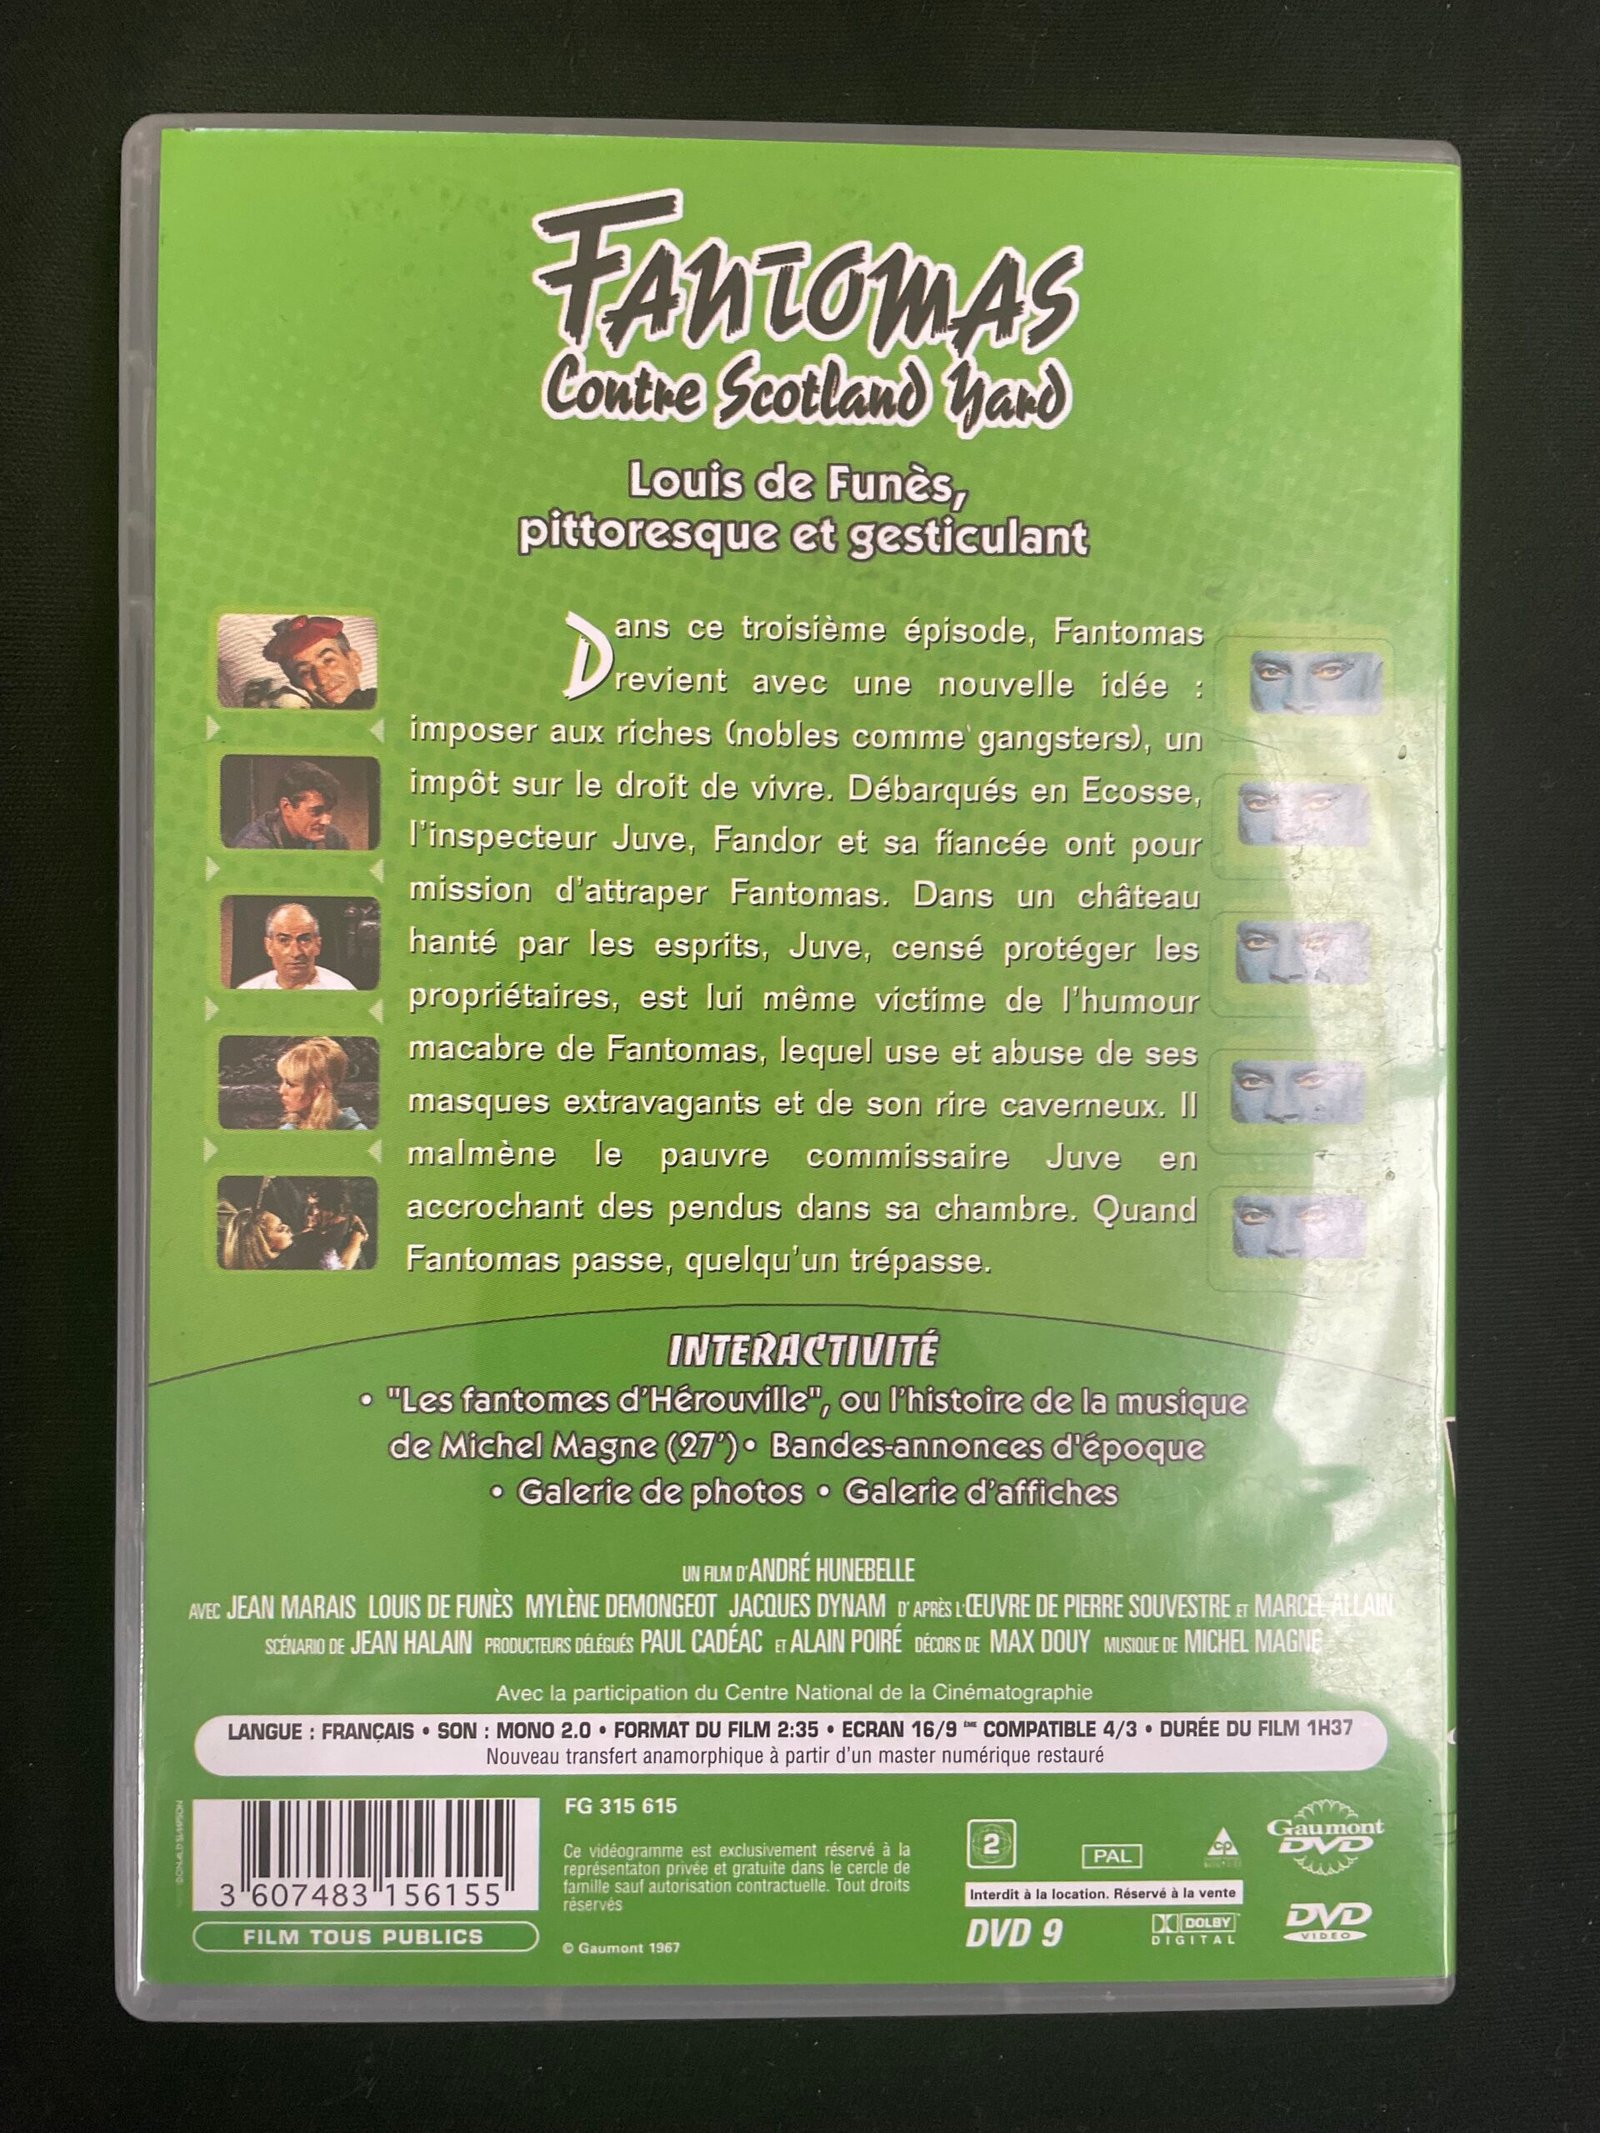 FANTOMAS
Contre Scotland Yard
Louis de Funès,
pittoresque et gesticulant
Dans ce troisième épisode, Fantomas
revient avec une nouvelle idée :
imposer aux riches (nobles comme gangsters), un
impôt sur le droit de vivre. Débarqués en Ecosse,
l'inspecteur Juve, Fandor et sa fiancée ont pour
mission d'attraper Fantomas. Dans un château
hanté par les esprits, Juve, censé protéger les
propriétaires, est lui même victime de l'humour
macabre de Fantomas, lequel use et abuse de ses
masques extravagants et de son rire caverneux. Il
malmène le pauvre commissaire Juve en
accrochant des pendus dans sa chambre. Quand
Fantomas passe, quelqu'un trépasse.
INTERACTIVITÉ
• "Les fantomes d'Hérouville", ou l'histoire de la musique
de Michel Magne (27') • Bandes-annonces d'époque
• Galerie de photos • Galerie d'affiches
UN FILM D'ANDRÉ HUNEBELLE
AVEC JEAN MARAIS LOUIS DE FUNÈS MYLÈNE DEMONGEOT JACQUES DYNAM D'APRÈS L'ŒUVRE DE PIERRE SOUVESTRE ET MARCEL ALLAIN
SCÉNARIO DE JEAN HALAIN PRODUCTEURS DÉLÉGUÉS PAUL CADÉAC ET ALAIN POIRÉ DÉCORS DE MAX DOUY MUSIQUE DE MICHEL MAGNE
Avec la participation du Centre National de la Cinématographie
LANGUE : FRANÇAIS • SON : MONO 2.0 • FORMAT DU FILM 2:35 • ECRAN 16/9 ÈME COMPATIBLE 4/3 • DURÉE DU FILM 1H37
Nouveau transfert anamorphique à partir d'un master numérique restauré
3 607483 156155
FILM TOUS PUBLICS
FG 315 615
Ce vidéogramme est exclusivement réservé à la
représentaton privée et gratuite dans le cercle de
famille sauf autorisation contractuelle. Tout droits
réservés
© Gaumont 1967
2
PAL
cp
Gaumont
DVD
Interdit à la location. Réservé à la vente
DVD 9
DOLBY
DIGITAL
DVD
VIDEO